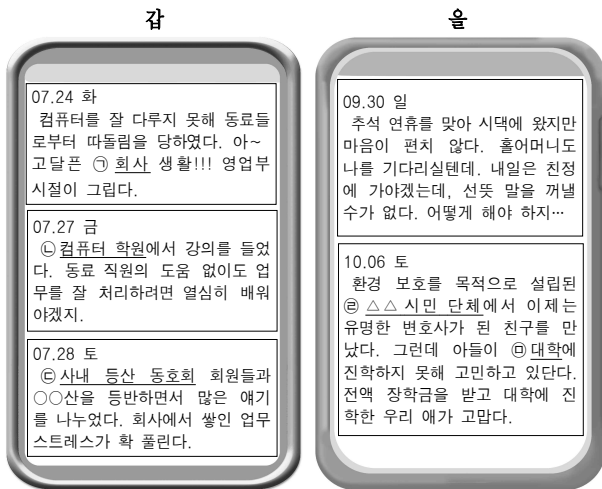 갑
07.24 화
컴퓨터를 잘 다루지 못해 동료들
로부터 따돌림을 당하였다. 아~
고달픈 ㉠ 회사 생활!!! 영업부
시절이 그립다.
07.27 금
㉡컴퓨터 학원에서 강의를 들었
다. 동료 직원의 도움 없이도 업
무를 잘 처리하려면 열심히 배워
야겠지.
07.28 토
㉢ 사내 등산 동호회 회원들과
○○산을 등반하면서 많은 얘기
를 나누었다. 회사에서 쌓인 업무
스트레스가 확 풀린다.
을
09.30 일
추석 연휴를 맞아 시댁에 왔지만
마음이 편치 않다. 홀어머니도
나를 기다리실텐데. 내일은 친정
에 가야겠는데, 선뜻 말을 꺼낼
수가 없다. 어떻게 해야 하지…
10.06 토
환경 보호를 목적으로 설립된
㉣ △△ 시민 단체에서 이제는
유명한 변호사가 된 친구를 만
났다. 그런데 아들이 ㉤ 대학에
진학하지 못해 고민하고 있단다.
전액 장학금을 받고 대학에 진
학한 우리 애가 고맙다.